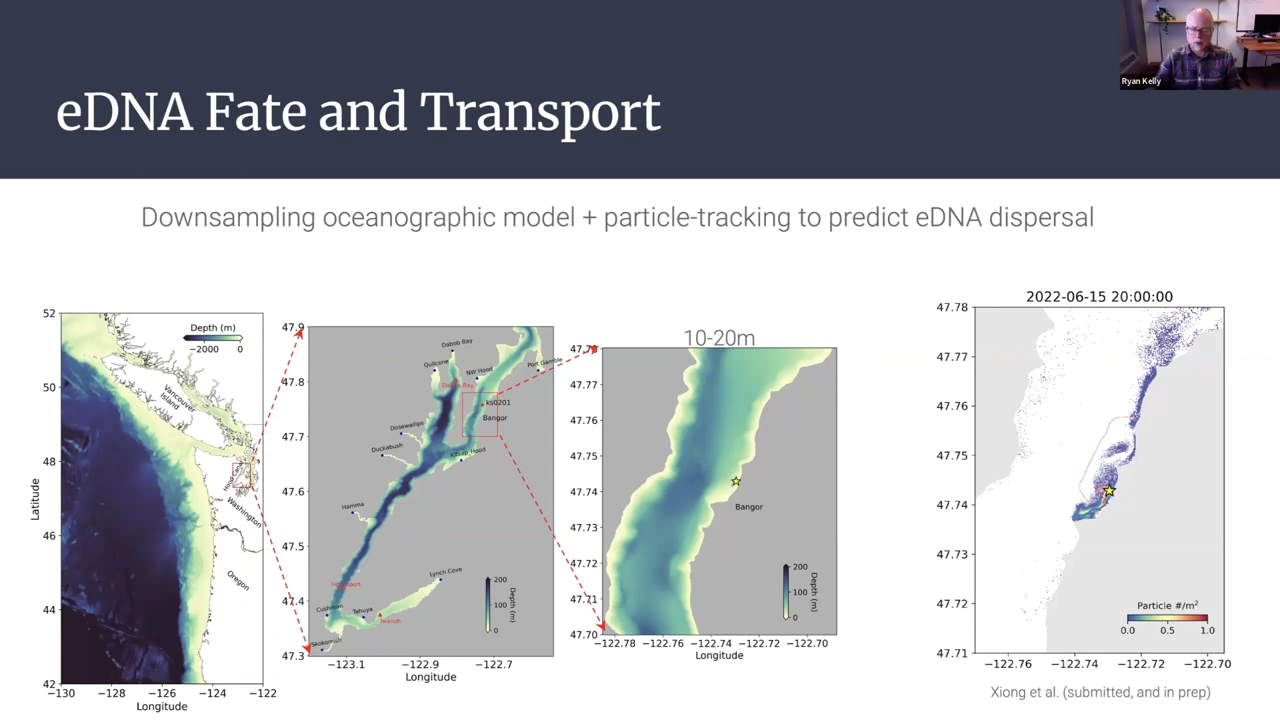 Ryan Kelly
eDNA Fate and Transport
Downsampling oceanographic model + particle-tracking to predict eDNA dispersal
52
50
48
46
44
42
−130
−128
−126
−124
−122
Latitude
Longitude
Depth (m)
−2000
0
Vancouver
Island
Washington
Oregon
47.9
47.8
47.7
47.6
47.5
47.4
47.3
−123.1
−122.9
−122.7
Longitude
Dabob Bay
Quilcene
NW Hood
Port Gamble
ks0201
Bangor
Dosewallips
Duckabush
Kitsap_Hood
Hamma
Lynch Cove
Cushman
Tahuya
Skokomish
200
100
0
Depth (m)
10-20m
47.77
47.76
47.75
47.74
47.73
47.72
47.71
47.70
−122.78
−122.76
−122.74
−122.72
−122.70
Longitude
Bangor
200
100
0
Depth (m)
2022-06-15 20:00:00
47.78
47.77
47.76
47.75
47.74
47.73
47.72
47.71
−122.76
−122.74
−122.72
−122.70
Particle #/m²
0.0
0.5
1.0
Xiong et al. (submitted, and in prep)